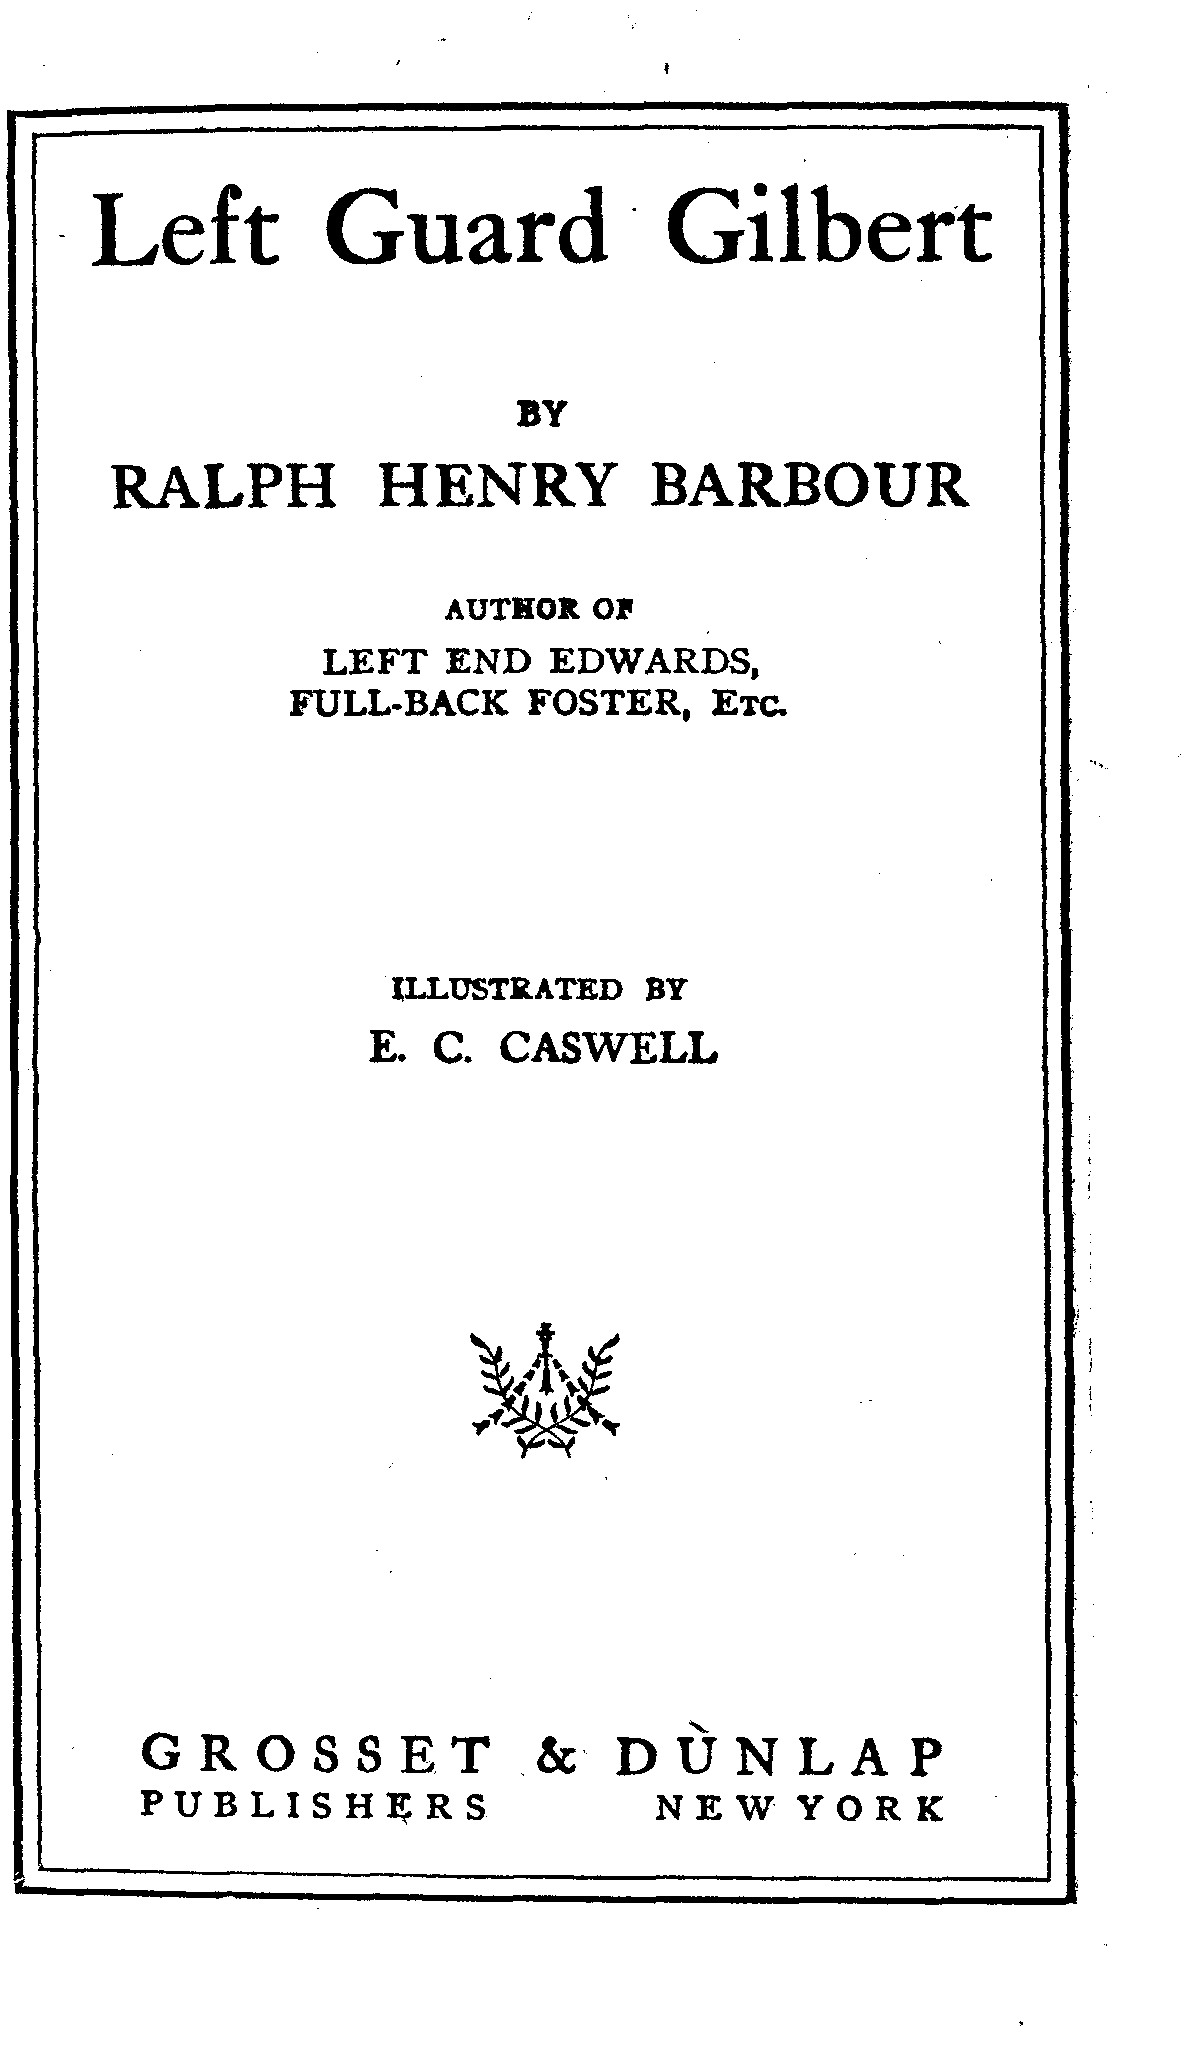 Left Guard Gilbert
BY
RALPH HENRY BARBOUR
AUTHOR OF
LEFT END EDWARDS,
FULL-BACK FOSTER, ETC.
ILLUSTRATED BY
E. C. CASWELL
GROSSET & DUNLAP
PUBLISHERS NEW YORK